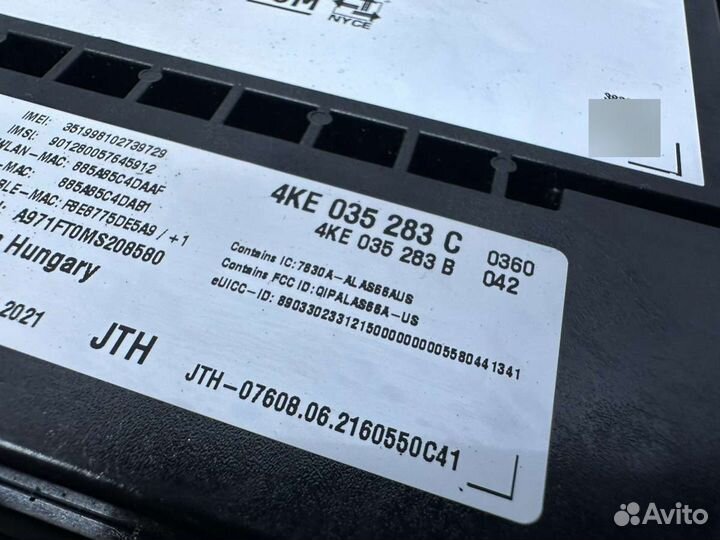 NYCE
IMEI: 351998102739729
IMSI: 901280057645912
WLAN-MAC: 885A85C4DAAF
-MAC: 885A85C4DAB1
BLE-MAC: F8E8775DE5A9 / +1
A971FT0MS208580
Hungary
2021
JTH
4KE 035 283 C 0360
4KE 035 283 B 042
Contains IC: 7830A-ALAS66AUS
Contains FCC ID: QIPALAS66A-US
eUICC-ID: 89033023312150000000005580441341
JTH-07608.06.2160550C41
Avito